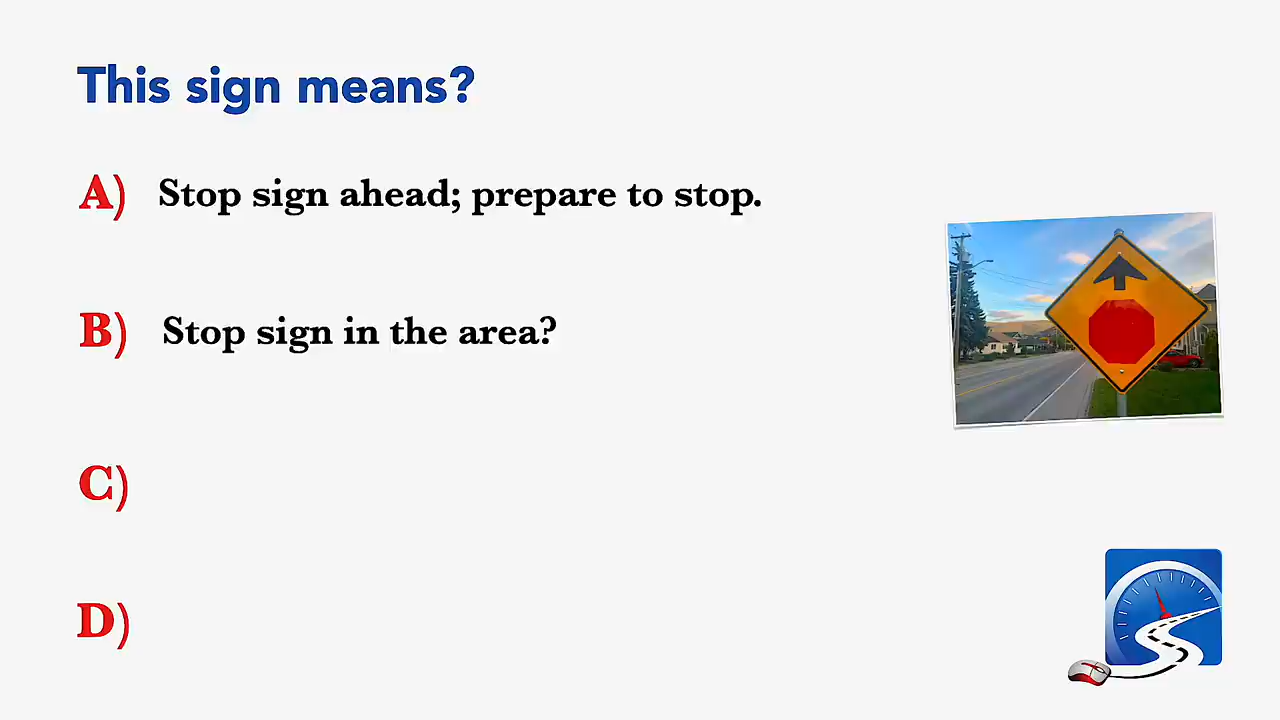 This sign means?
A) Stop sign ahead; prepare to stop.
B) Stop sign in the area?
C)
D)